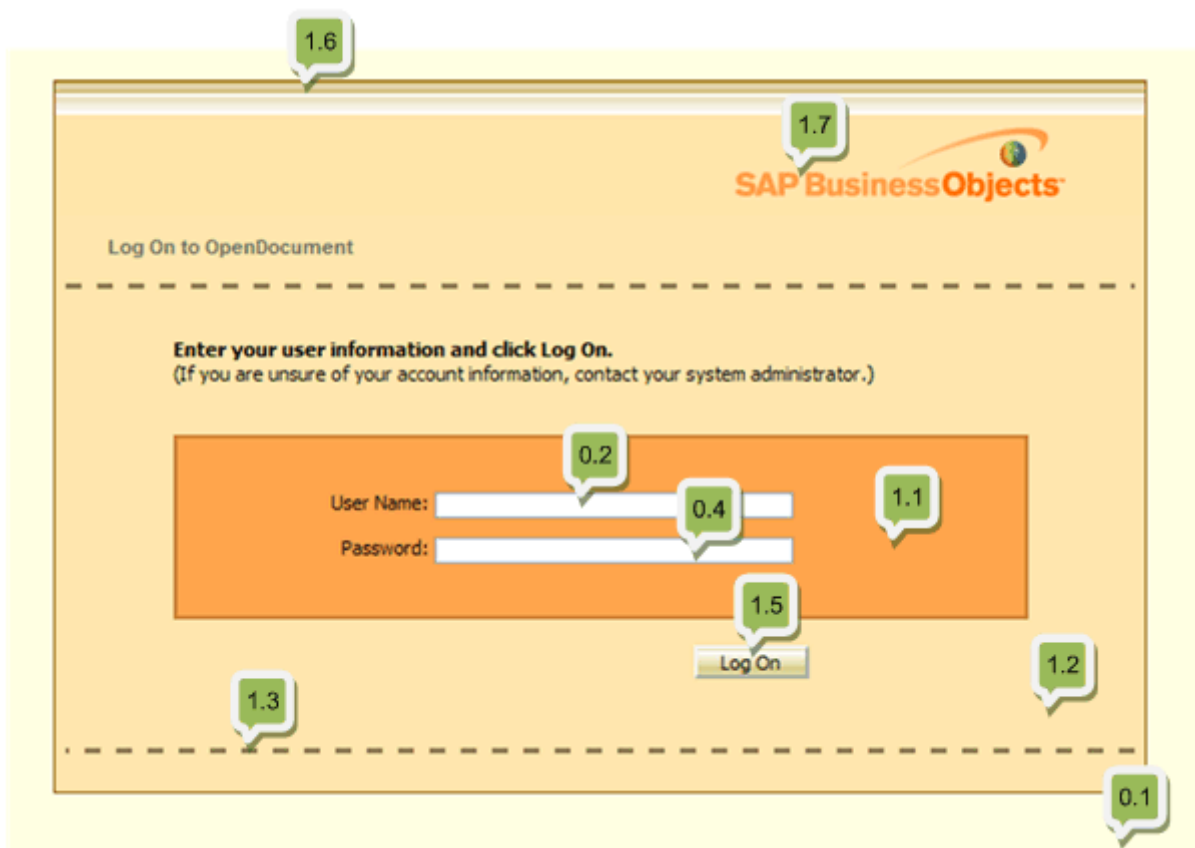 1.6
1.7
SAP BusinessObjects™
Log On to OpenDocument
Enter your user information and click Log On.
(If you are unsure of your account information, contact your system administrator.)
0.2
User Name:
0.4
1.1
Password:
1.5
Log On
1.2
1.3
0.1